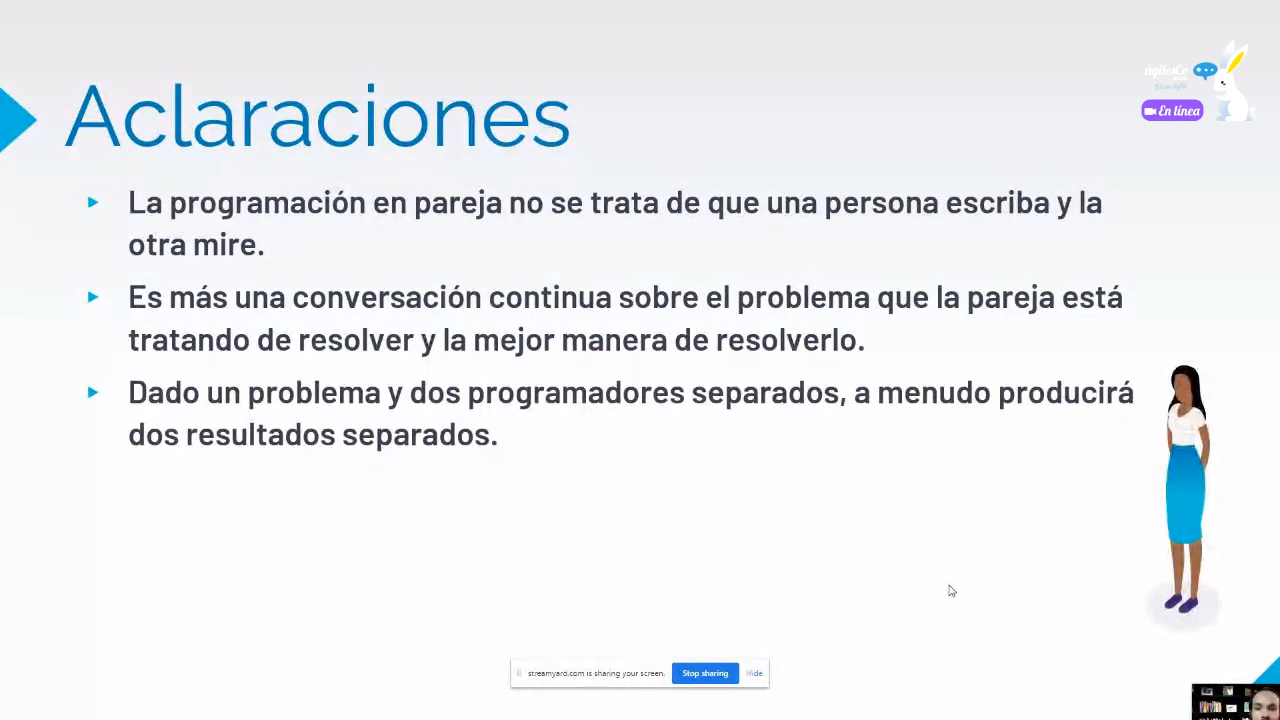 Aclaraciones
La programación en pareja no se trata de que una persona escriba y la
otra mire.
Es más una conversación continua sobre el problema que la pareja está
tratando de resolver y la mejor manera de resolverlo.
Dado un problema y dos programadores separados, a menudo producirá
dos resultados separados.
ágilesCo
En línea
streamyard.com is sharing your screen.
Stop sharing
Hide